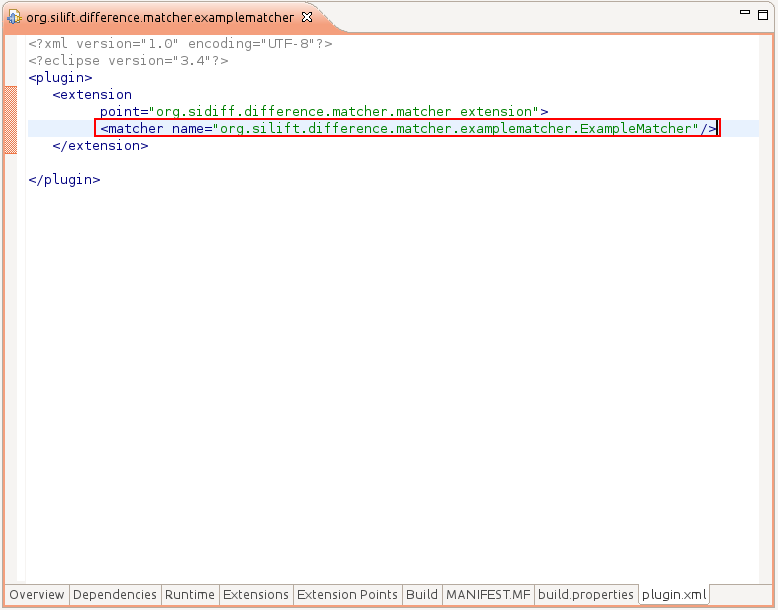 org.silift.difference.matcher.examplematcher
<?xml version="1.0" encoding="UTF-8"?>
<?eclipse version="3.4"?>
<plugin>
<extension
point="org.sidiff.difference.matcher.matcher_extension">
<matcher name="org.silift.difference.matcher.examplematcher.ExampleMatcher"/>
</extension>
</plugin>
Overview Dependencies Runtime Extensions Extension Points Build MANIFEST.MF build.properties plugin.xml